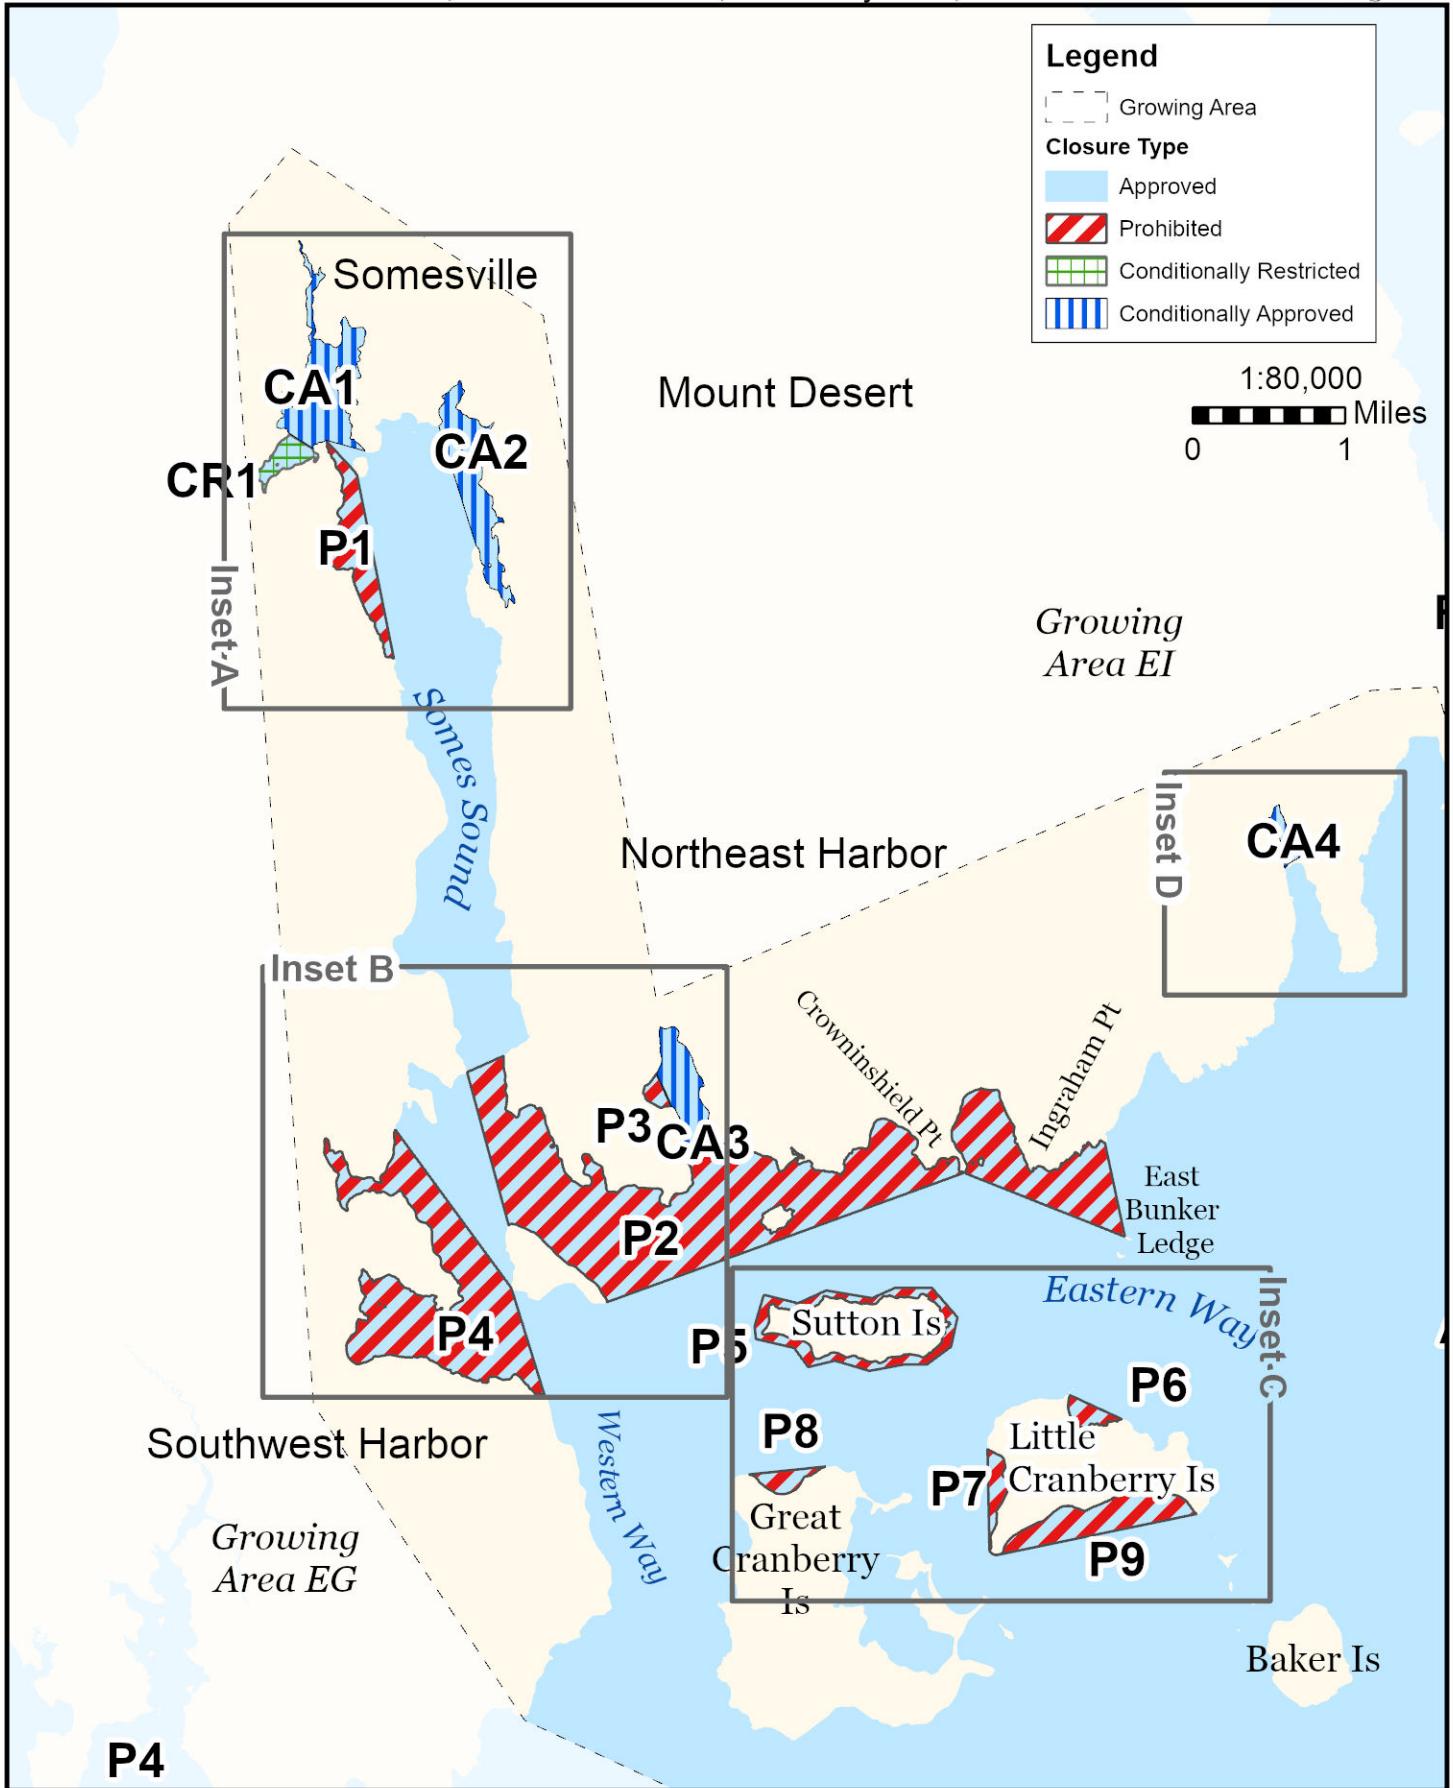 Legend
Growing Area
Closure Type
Approved
Prohibited
Conditionally Restricted
Conditionally Approved
1:80,000
Miles
0 1
Somesville
CA1
CA2
CR1
P1
Inset A
Mount Desert
Growing
Area EI
Somes Sound
Northeast Harbor
Inset D
CA4
Inset B
Crowninshield Pt
Ingraham Pt
P3
CA3
P2
East
Bunker
Ledge
P4
Eastern Way
Inset C
P5
Sutton Is
P6
P8
Little
Cranberry Is
P7
Great
Cranberry
Is
P9
Southwest Harbor
Western Way
Growing
Area EG
Baker Is
P4